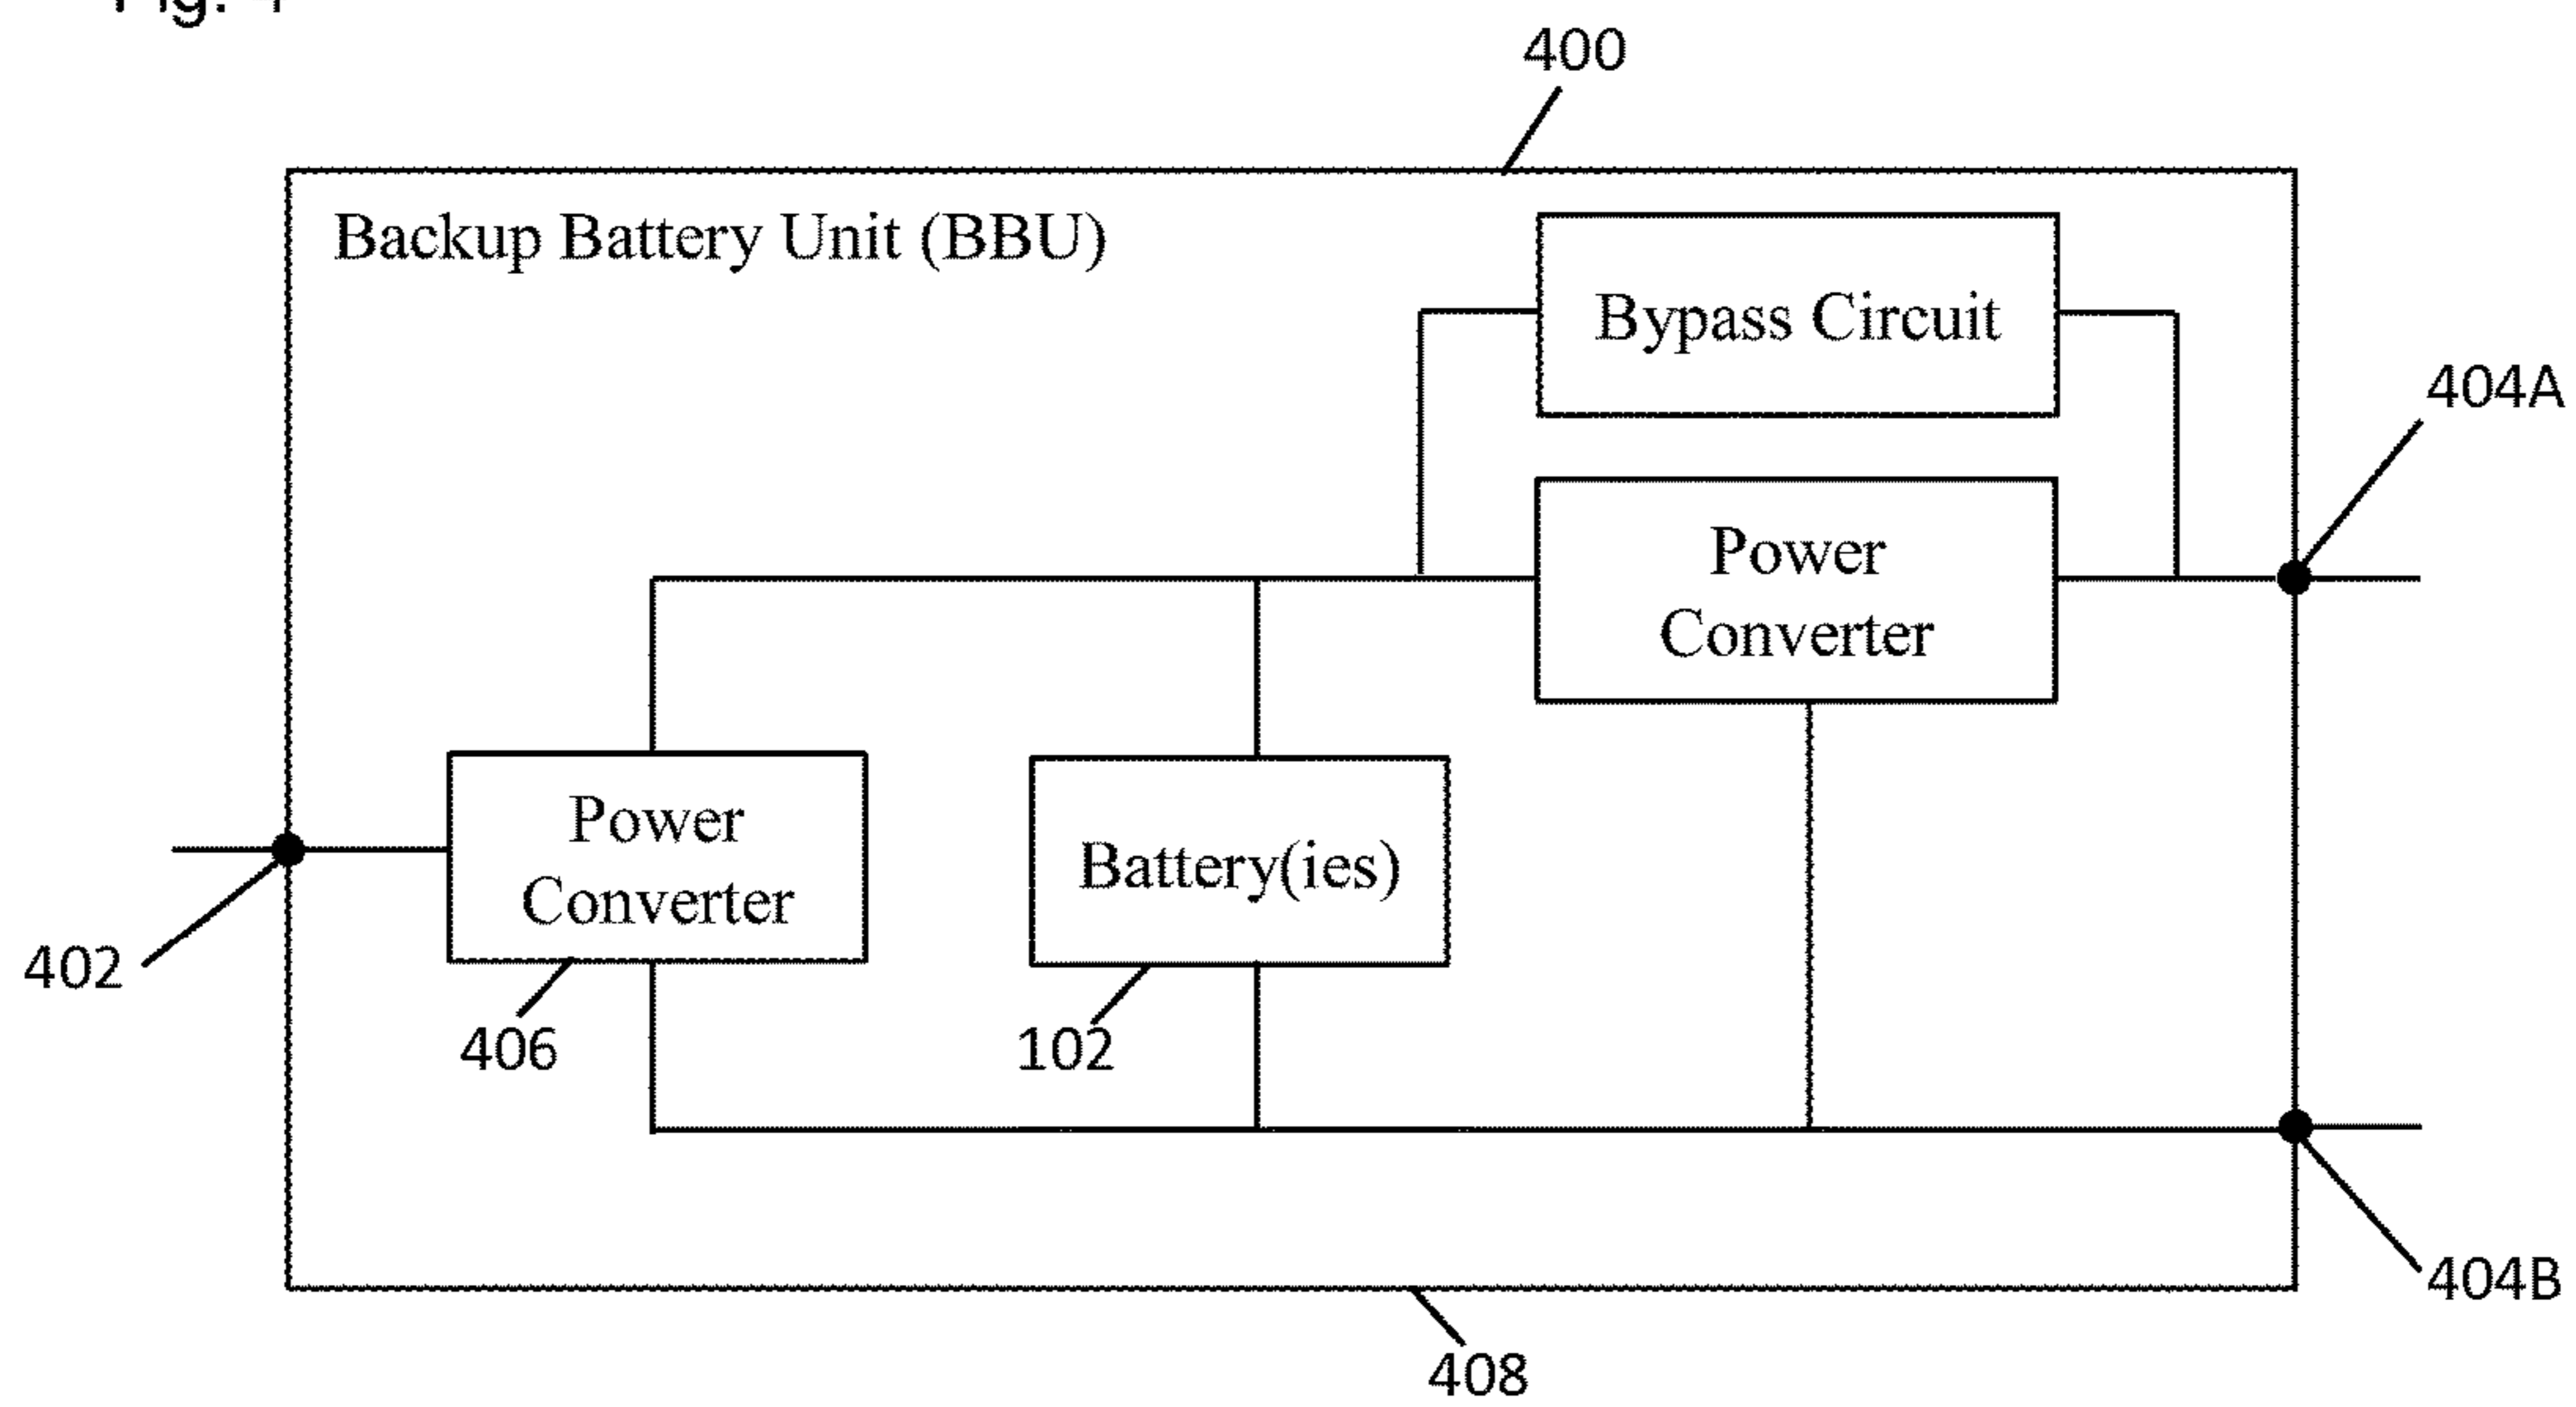 400
Backup Battery Unit (BBU)
Bypass Circuit
404A
Power
Converter
Power
Converter
Battery(ies)
402
406
102
404B
408